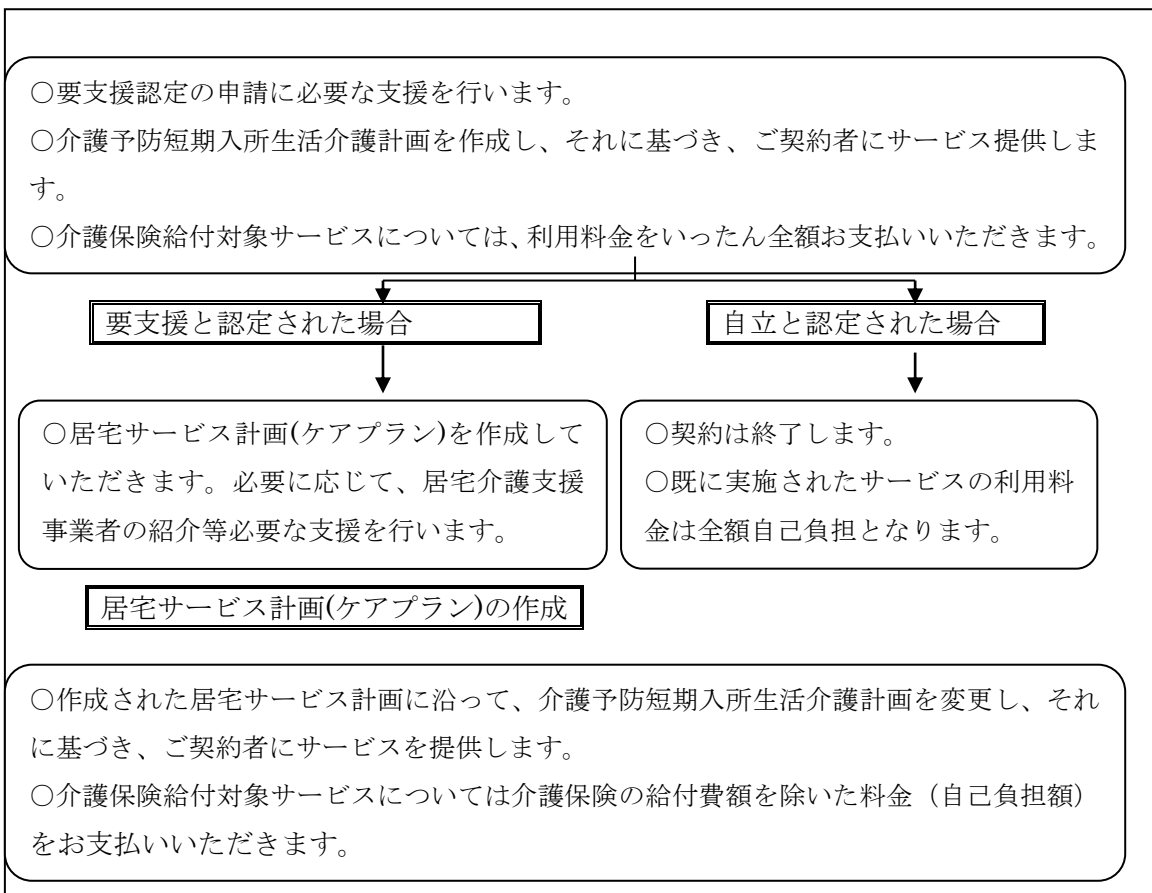 ○要支援認定の申請に必要な支援を行います。
○介護予防短期入所生活介護計画を作成し、それに基づき、ご契約者にサービス提供しま
す。
○介護保険給付対象サービスについては、利用料金をいったん全額お支払いいただきます。
要支援と認定された場合
自立と認定された場合
○居宅サービス計画(ケアプラン)を作成して
いただきます。必要に応じて、居宅介護支援
事業者の紹介等必要な支援を行います。
○契約は終了します。
○既に実施されたサービスの利用料
金は全額自己負担となります。
居宅サービス計画(ケアプラン)の作成
○作成された居宅サービス計画に沿って、介護予防短期入所生活介護計画を変更し、それ
に基づき、ご契約者にサービスを提供します。
○介護保険給付対象サービスについては介護保険の給付費額を除いた料金（自己負担額）
をお支払いいただきます。